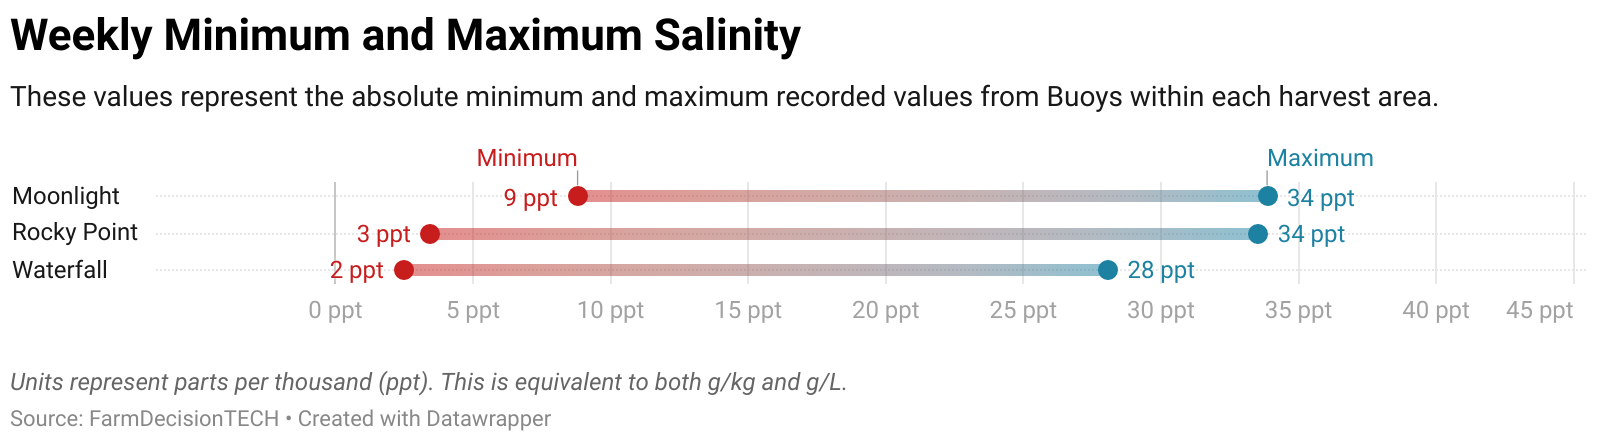 Weekly Minimum and Maximum Salinity
These values represent the absolute minimum and maximum recorded values from Buoys within each harvest area.
Minimum Maximum
Moonlight 9 ppt 34 ppt
Rocky Point 3 ppt 34 ppt
Waterfall 2 ppt 28 ppt
0 ppt 5 ppt 10 ppt 15 ppt 20 ppt 25 ppt 30 ppt 35 ppt 40 ppt 45 ppt
Units represent parts per thousand (ppt). This is equivalent to both g/kg and g/L.
Source: FarmDecisionTECH • Created with Datawrapper